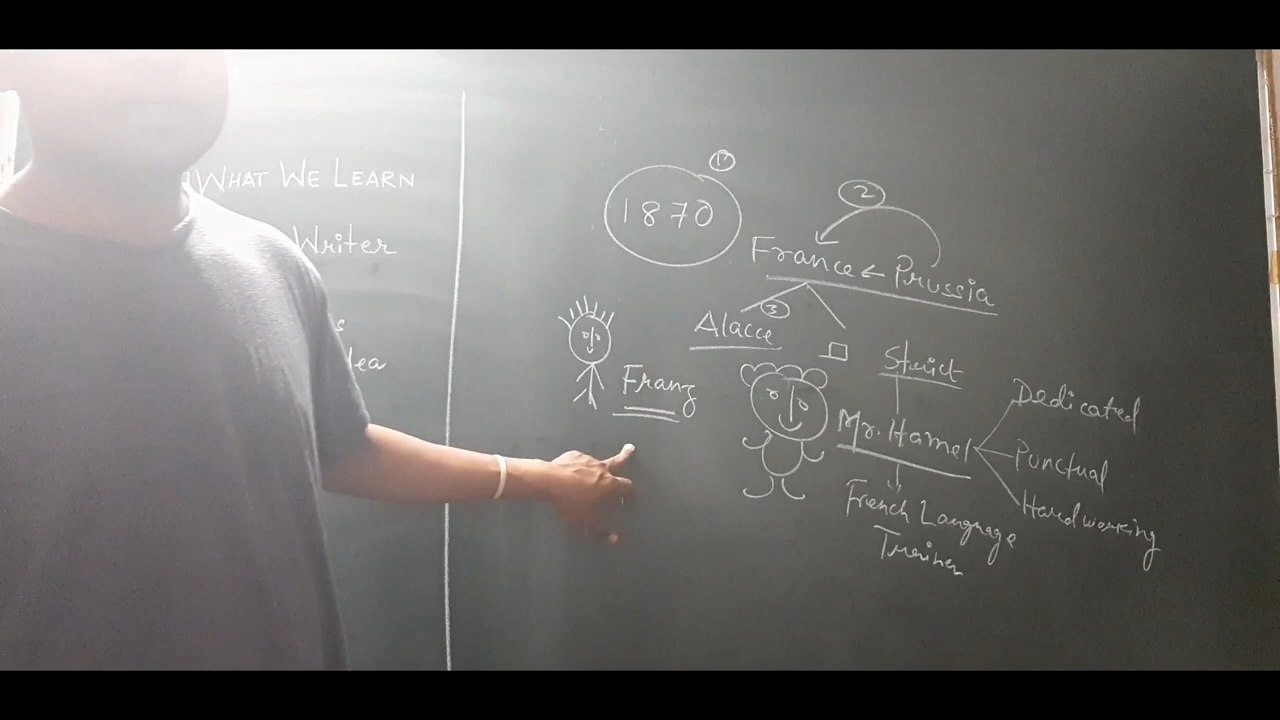 WHAT WE LEARN
Writer
s
lea
1
1870
2
France ← Prussia
3
Alacce
Strict
Franz
Mr. Hamel
Dedicated
Punctual
Hardworking
French Language
Trainer